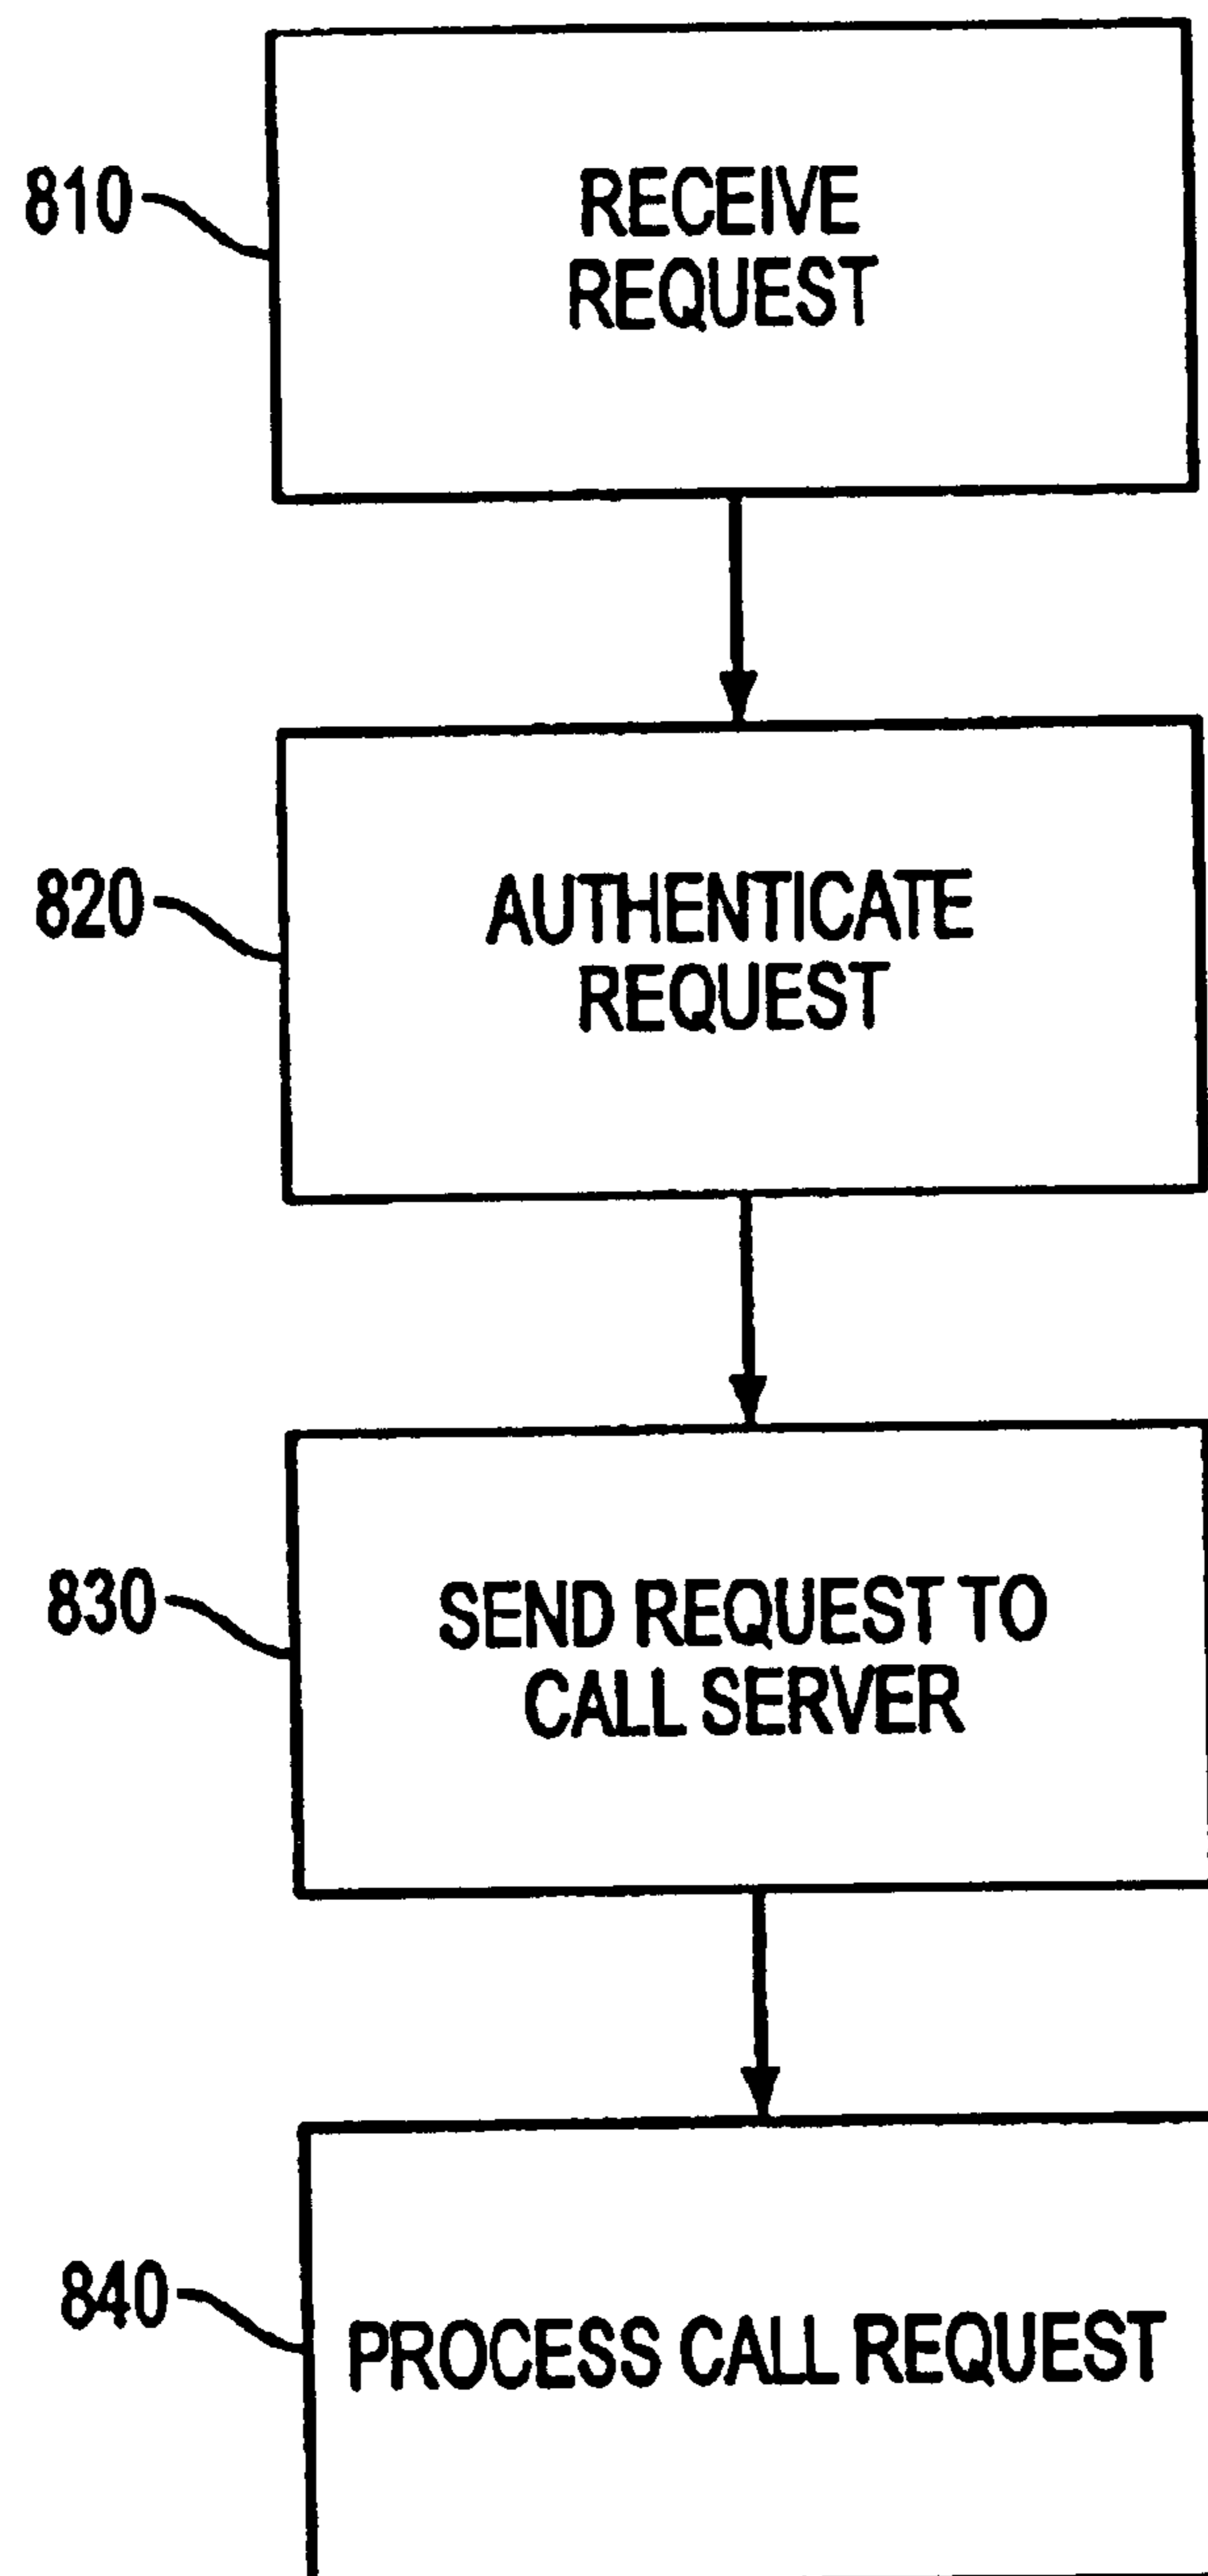 810
RECEIVE
REQUEST
820
AUTHENTICATE
REQUEST
830
SEND REQUEST TO
CALL SERVER
840
PROCESS CALL REQUEST